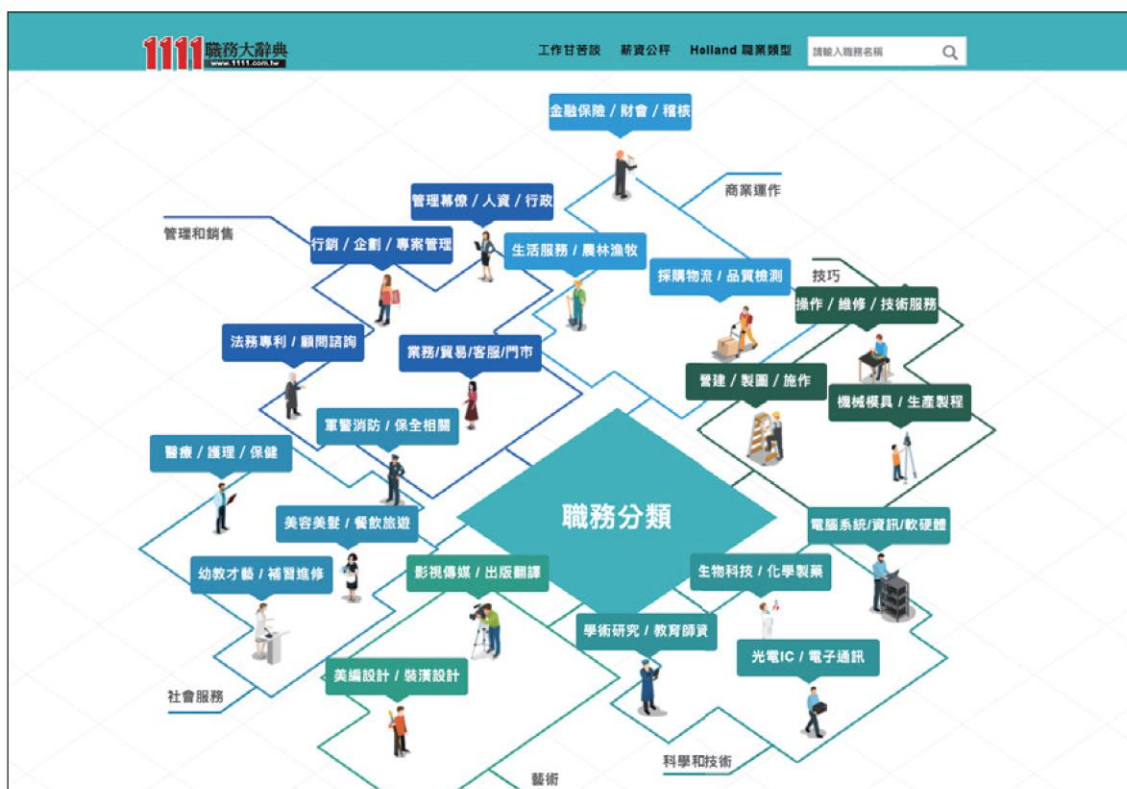 1111 職務大辭典
www.1111.com.tw
工作甘苦談 薪資公秤 Holland 職業類型 請輸入職務名稱
金融保險 / 財會 / 稽核
商業運作
管理幕僚 / 人資 / 行政
管理和銷售
行銷 / 企劃 / 專案管理
生活服務 / 農林漁牧
採購物流 / 品質檢測
技巧
操作 / 維修 / 技術服務
法務專利 / 顧問諮詢
業務/貿易/客服/門市
營建 / 製圖 / 施作
機械模具 / 生產製程
軍警消防 / 保全相關
醫療 / 護理 / 保健
職務分類
美容美髮 / 餐飲旅遊
電腦系統/資訊/軟硬體
幼教才藝 / 補習進修
影視傳媒 / 出版翻譯
生物科技 / 化學製藥
學術研究 / 教育師資
光電IC / 電子通訊
美編設計 / 裝潢設計
社會服務
科學和技術
藝術